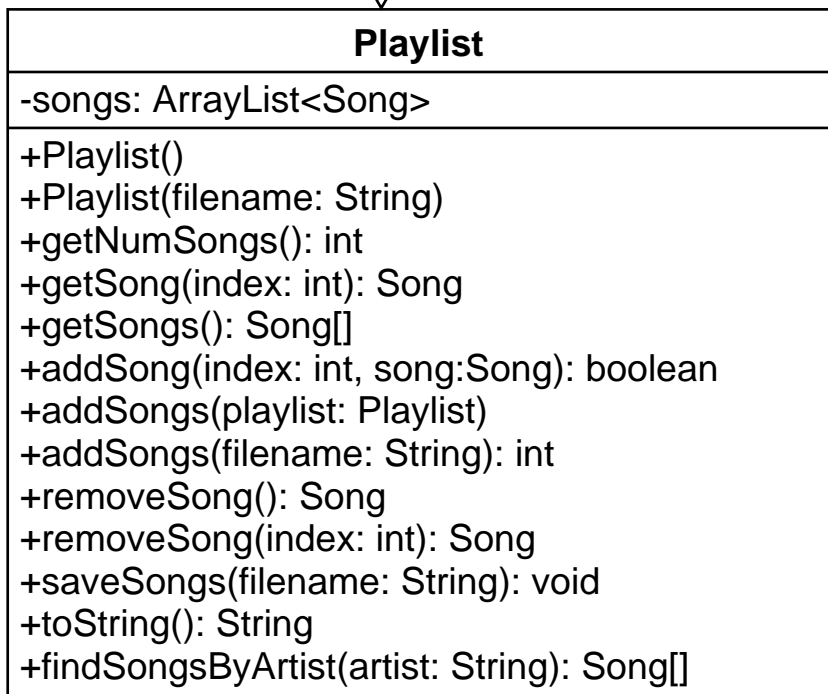 Playlist
-songs: ArrayList<Song>
+Playlist()
+Playlist(filename: String)
+getNumSongs(): int
+getSong(index: int): Song
+getSongs(): Song[]
+addSong(index: int, song:Song): boolean
+addSongs(playlist: Playlist)
+addSongs(filename: String): int
+removeSong(): Song
+removeSong(index: int): Song
+saveSongs(filename: String): void
+toString(): String
+findSongsByArtist(artist: String): Song[]